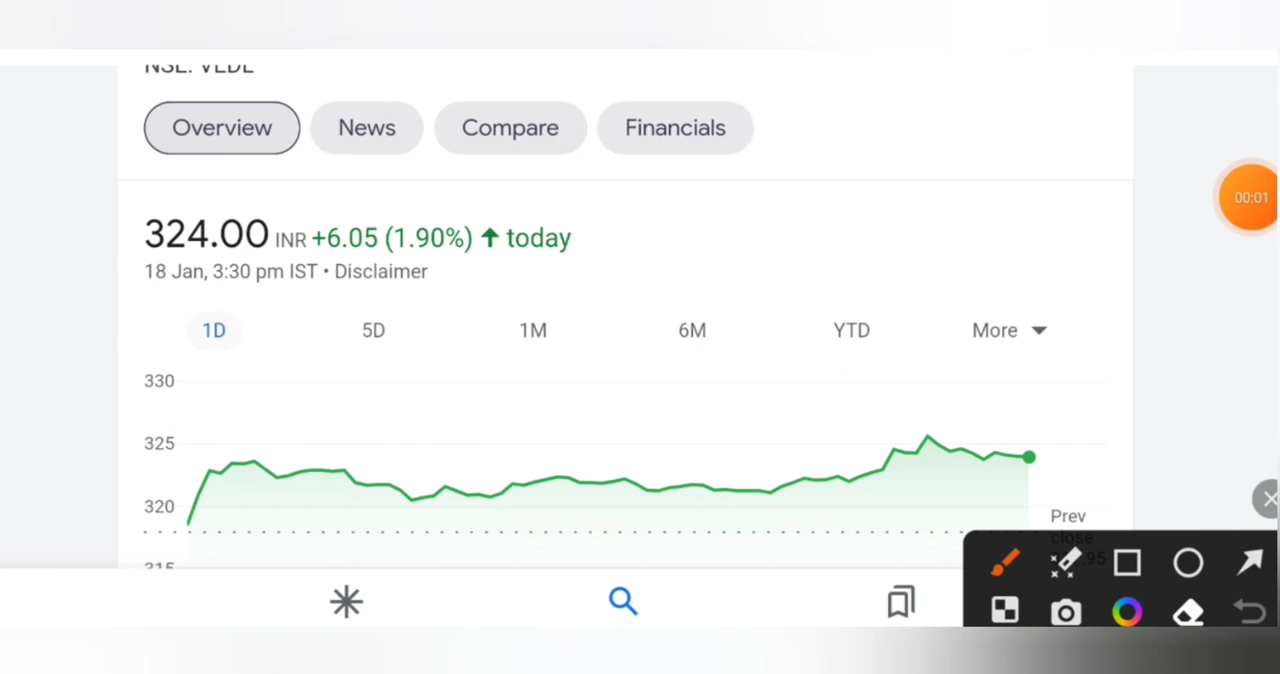 NSE: VEDL
Overview News Compare Financials
00:01
324.00 INR +6.05 (1.90%) ↑ today
18 Jan, 3:30 pm IST • Disclaimer
1D 5D 1M 6M YTD More
330
325
320
Prev
close
315